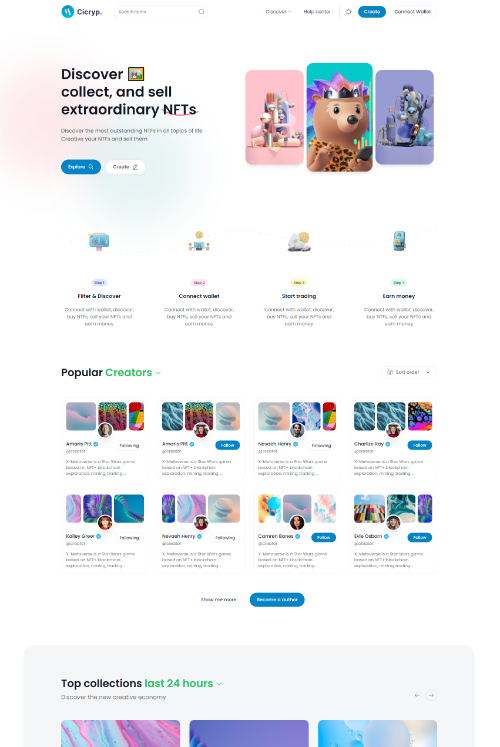 Cicryp.
Search items
Discover
Help center
Create
Connect Wallet
Discover
collect, and sell
extraordinary NFTs
Discover the most outstanding NTFs in all topics of life.
Creative your NTFs and sell them
Explore
Create
Step 1
Step 2
Step 3
Step 4
Filter & Discover
Connect wallet
Start trading
Earn money
Connect with wallet, discover,
buy NTFs, sell your NFTs and
earn money
Connect with wallet, discover,
buy NTFs, sell your NFTs and
earn money
Connect with wallet, discover,
buy NTFs, sell your NFTs and
earn money
Connect with wallet, discover,
buy NTFs, sell your NFTs and
earn money
Popular Creators
Sort order
Amaris Pitt
@creator
Following
X-Metaverse is a Star Wars game
based on NFT+ blockchain
exploration, mining, trading ...
Ameris Pitt
@creator
Follow
X-Metaverse is a Star Wars game
based on NFT+ blockchain
exploration, mining, trading ...
Nevaeh Henry
@creator
Following
X-Metaverse is a Star Wars game
based on NFT+ blockchain
exploration, mining, trading ...
Charlize Ray
@creator
Follow
X-Metaverse is a Star Wars game
based on NFT+ blockchain
exploration, mining, trading ...
Kailey Greer
@creator
Following
X-Metaverse is a Star Wars game
based on NFT+ blockchain
exploration, mining, trading ...
Nevaeh Henry
@creator
Following
X-Metaverse is a Star Wars game
based on NFT+ blockchain
exploration, mining, trading ...
Camren Banes
@creator
Follow
X-Metaverse is a Star Wars game
based on NFT+ blockchain
exploration, mining, trading ...
Evie Osborn
@creator
Follow
X-Metaverse is a Star Wars game
based on NFT+ blockchain
exploration, mining, trading ...
Show me more
Become a author
Top collections last 24 hours
Discover the new creative economy